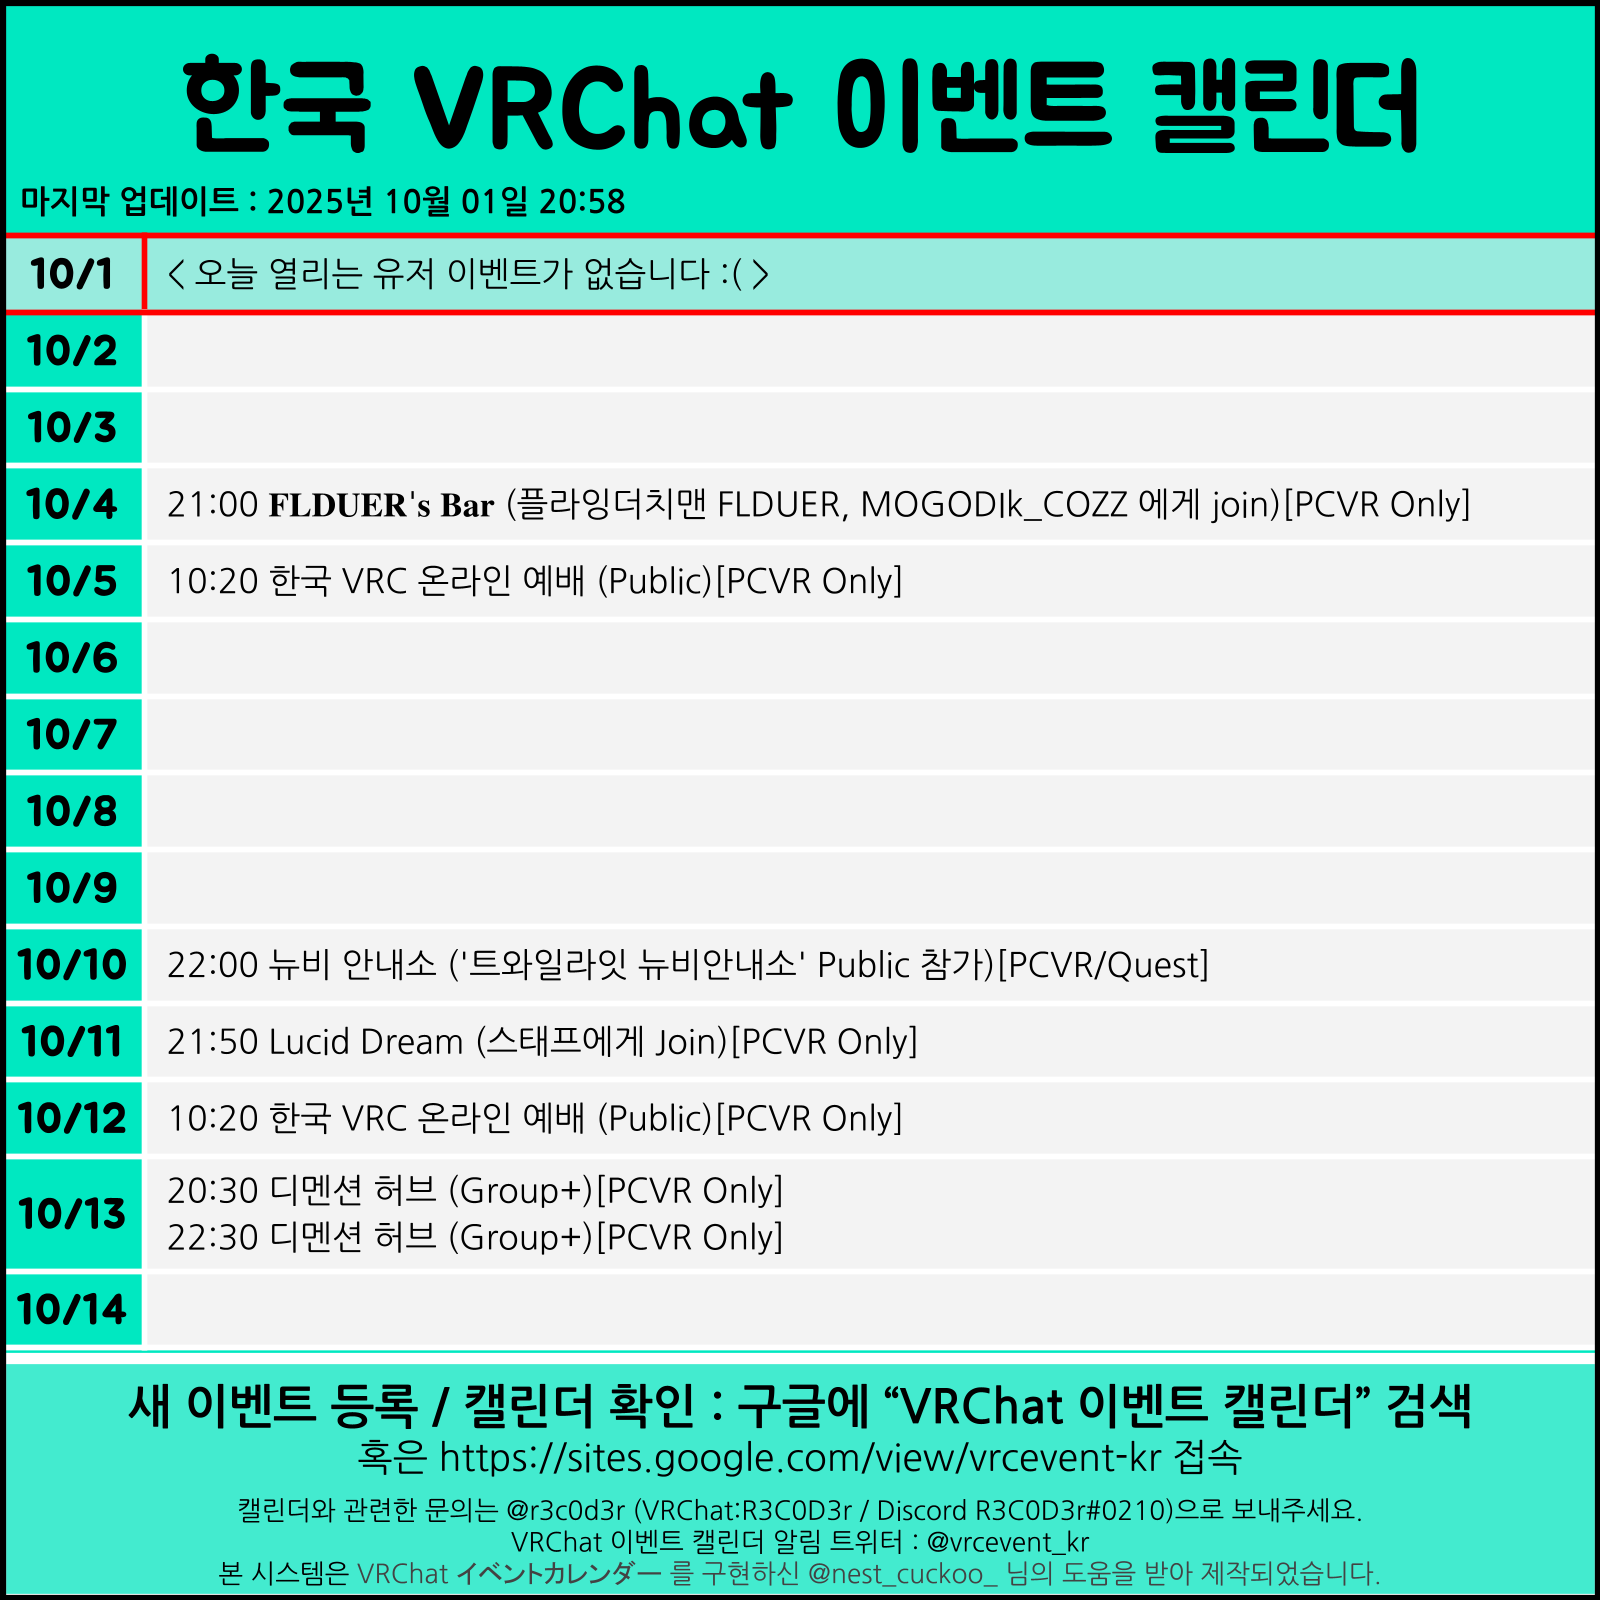 한국 VRChat 이벤트 캘린더
마지막 업데이트 : 2025년 10월 01일 20:58
10/1 < 오늘 열리는 유저 이벤트가 없습니다 :( >
10/2
10/3
10/4 21:00 𝐅𝐋𝐃𝐔𝐄𝐑'𝐬 𝐁𝐚𝐫 (플라잉더치맨 FLDUER, MOGODIk_COZZ 에게 join)[PCVR Only]
10/5 10:20 한국 VRC 온라인 예배 (Public)[PCVR Only]
10/6
10/7
10/8
10/9
10/10 22:00 뉴비 안내소 ('트와일라잇 뉴비안내소' Public 참가)[PCVR/Quest]
10/11 21:50 Lucid Dream (스태프에게 Join)[PCVR Only]
10/12 10:20 한국 VRC 온라인 예배 (Public)[PCVR Only]
10/13 20:30 디멘션 허브 (Group+)[PCVR Only]
22:30 디멘션 허브 (Group+)[PCVR Only]
10/14
새 이벤트 등록 / 캘린더 확인 : 구글에 “VRChat 이벤트 캘린더” 검색
혹은 https://sites.google.com/view/vrcevent-kr 접속
캘린더와 관련한 문의는 @r3c0d3r (VRChat:R3C0D3r / Discord R3C0D3r#0210)으로 보내주세요.
VRChat 이벤트 캘린더 알림 트위터 : @vrcevent_kr
본 시스템은 VRChat イベントカレンダー 를 구현하신 @nest_cuckoo_ 님의 도움을 받아 제작되었습니다.